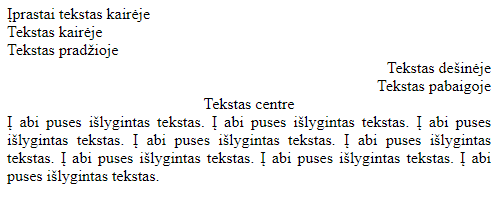 Įprastai tekstas kairėje
Tekstas kairėje
Tekstas pradžioje
Tekstas dešinėje
Tekstas pabaigoje
Tekstas centre
Į abi puses išlygintas tekstas. Į abi puses išlygintas tekstas. Į abi puses
išlygintas tekstas. Į abi puses išlygintas tekstas. Į abi puses išlygintas
tekstas. Į abi puses išlygintas tekstas. Į abi puses išlygintas tekstas. Į abi
puses išlygintas tekstas.